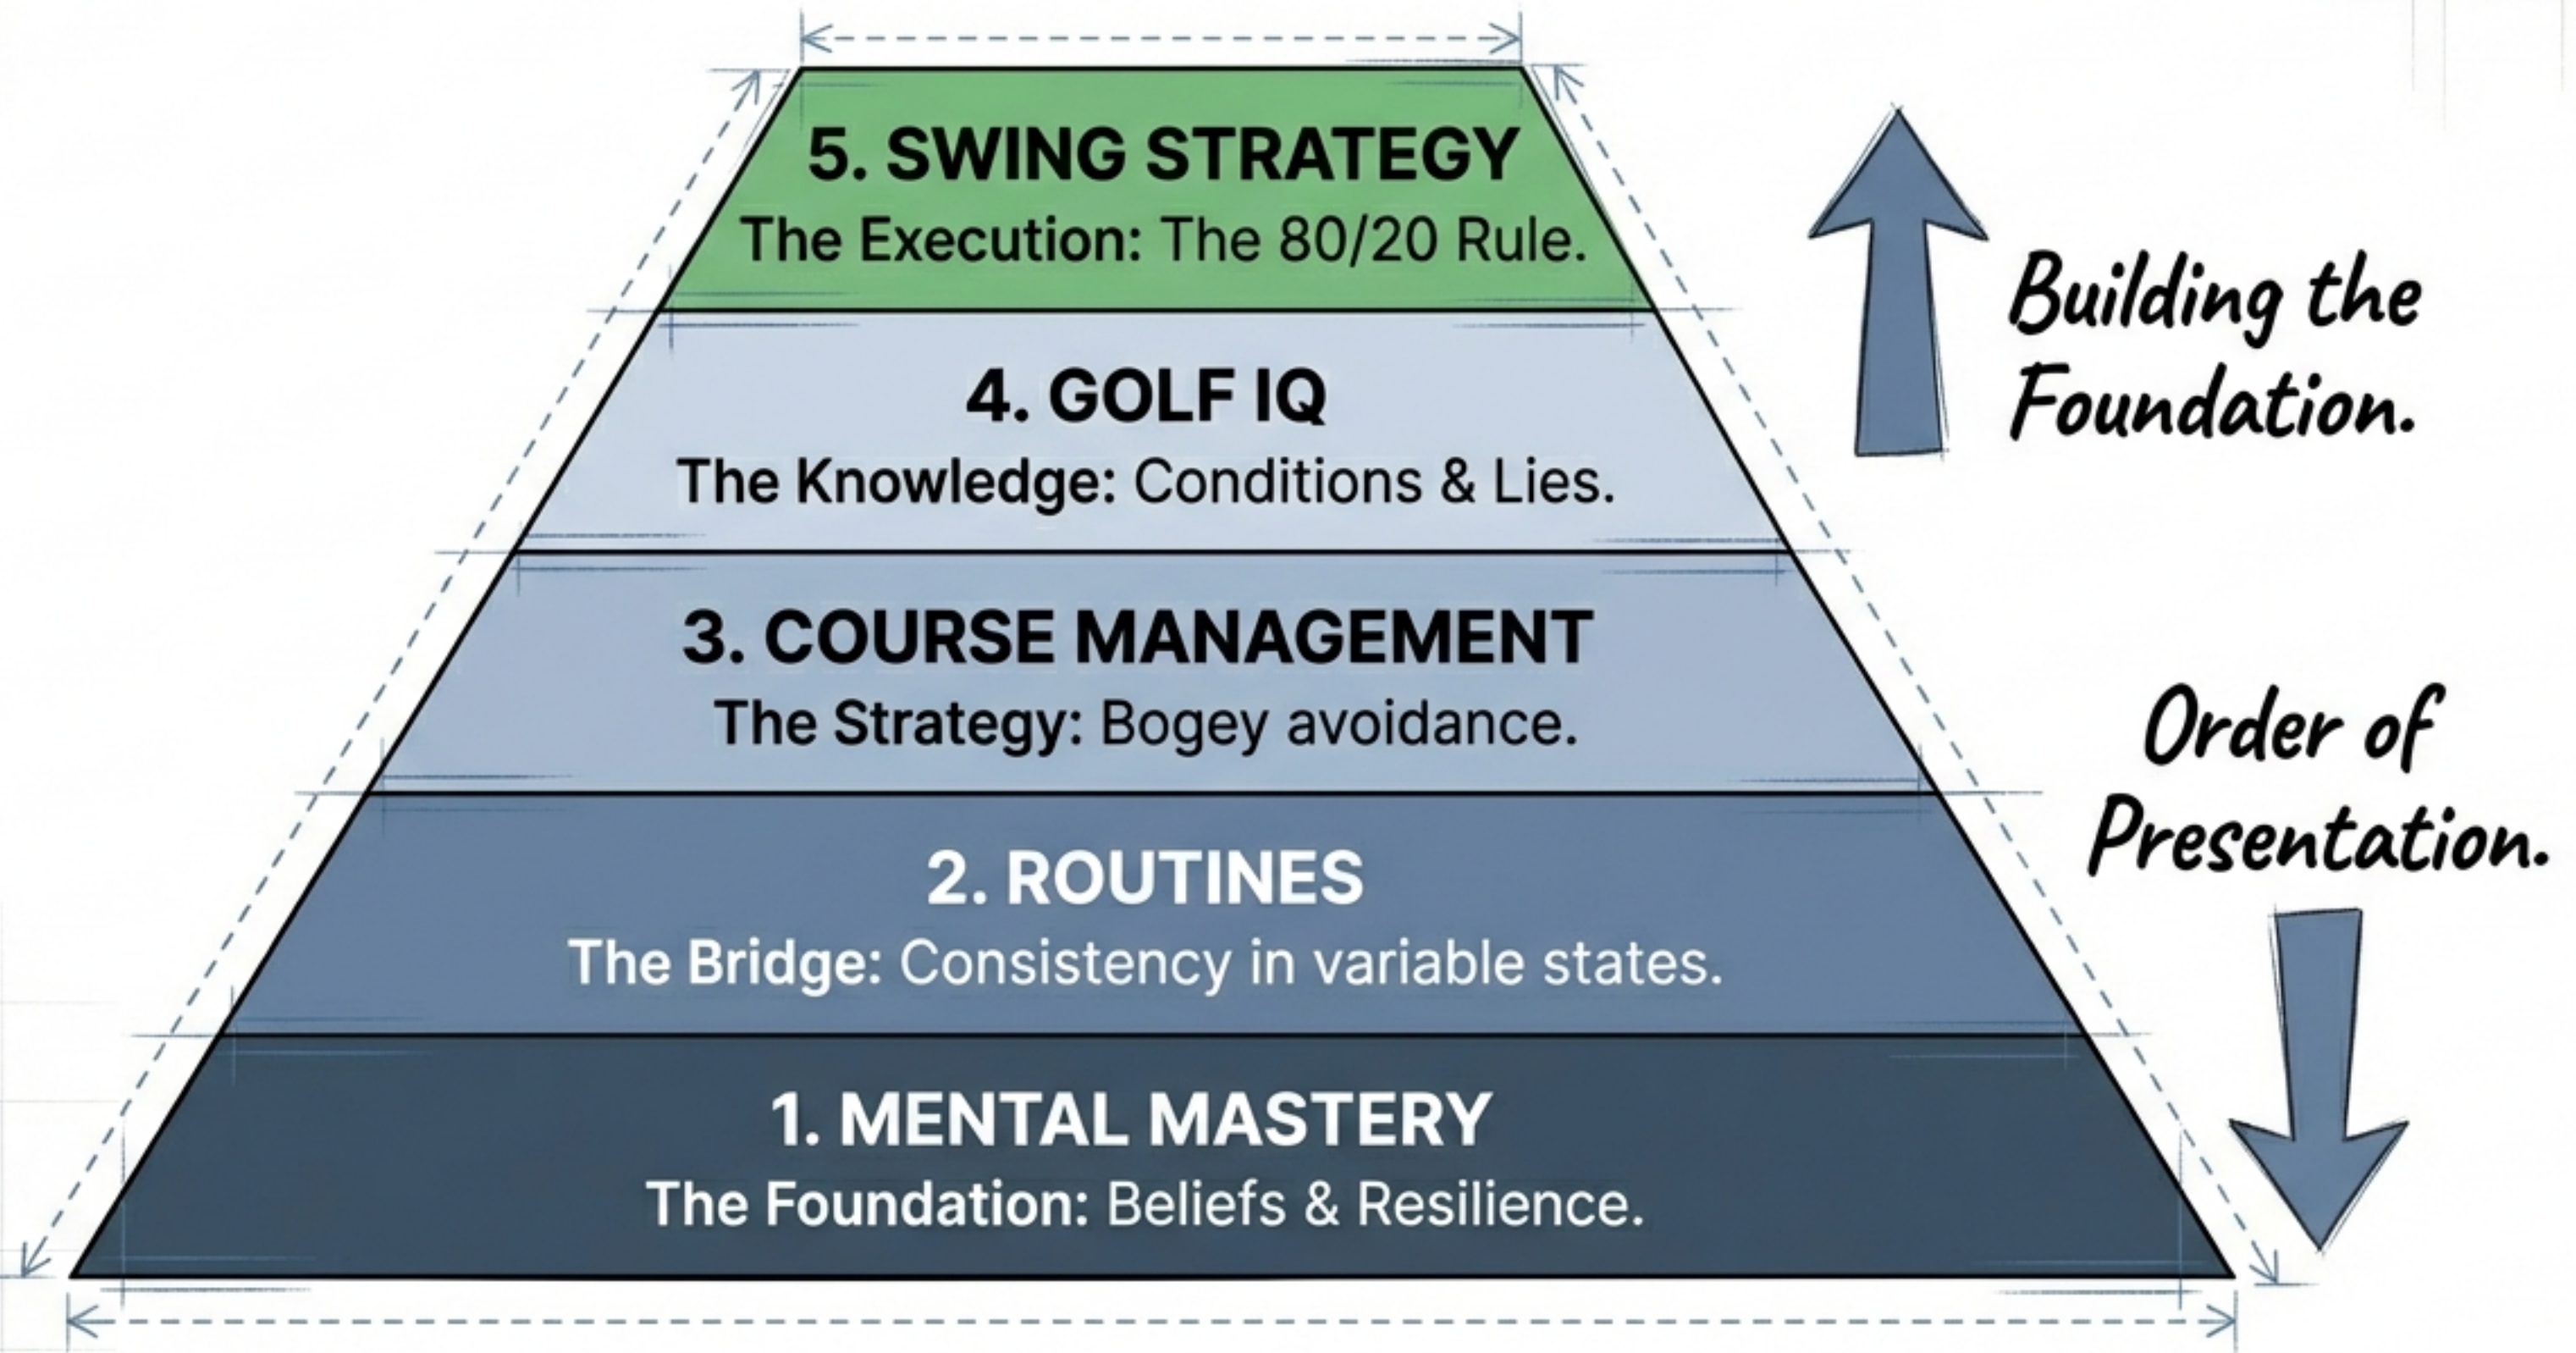 5. SWING STRATEGY
The Execution: The 80/20 Rule.
4. GOLF IQ
The Knowledge: Conditions & Lies.
3. COURSE MANAGEMENT
The Strategy: Bogey avoidance.
2. ROUTINES
The Bridge: Consistency in variable states.
1. MENTAL MASTERY
The Foundation: Beliefs & Resilience.
Building the
Foundation.
Order of
Presentation.